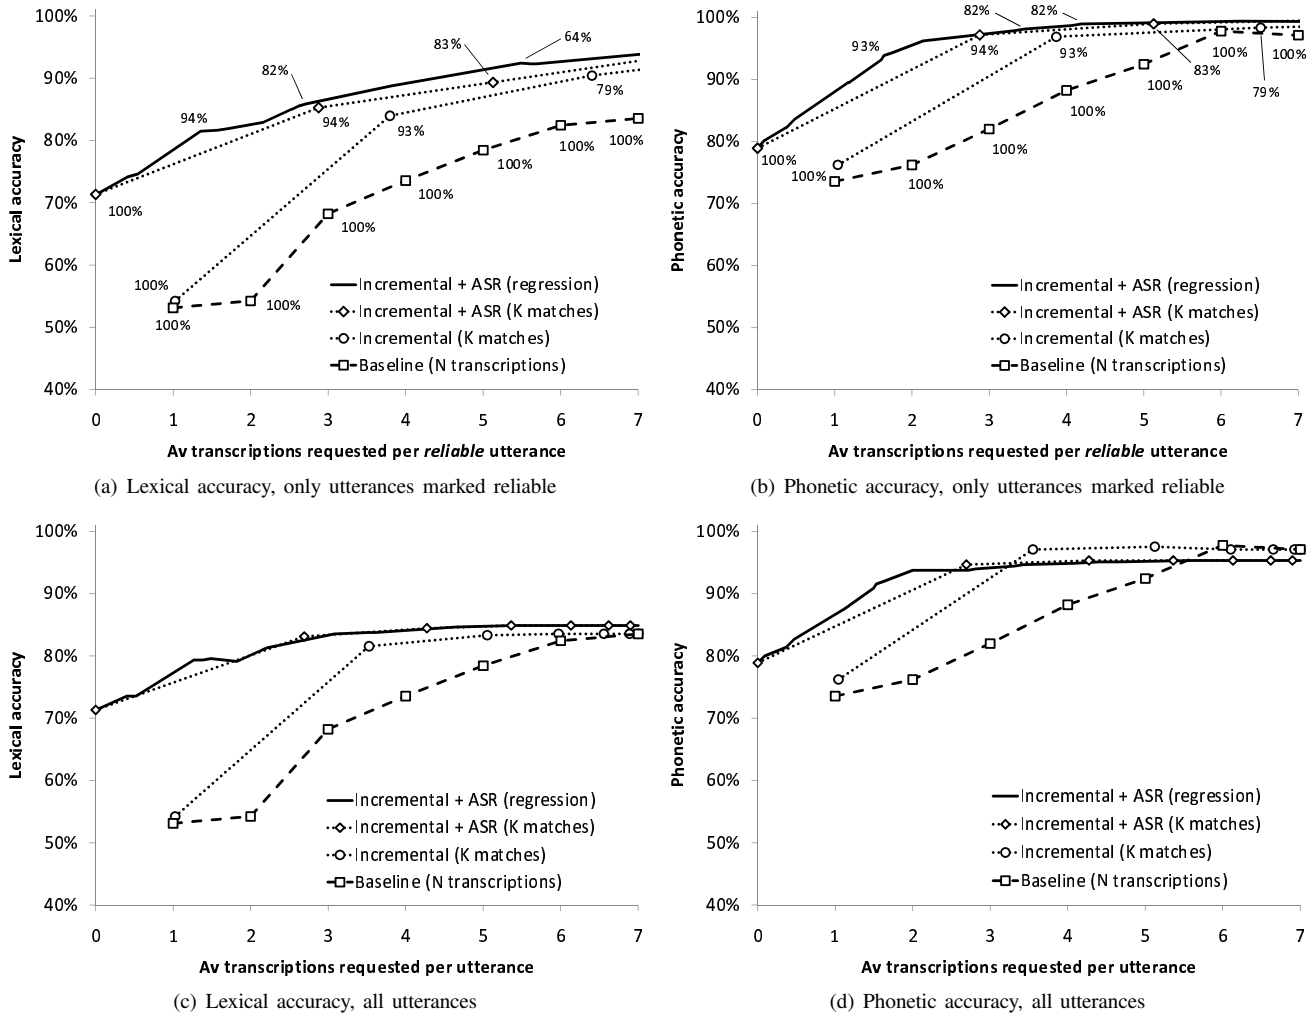 100%
90%
80%
70%
60%
50%
40%
Lexical accuracy
94%
82%
83%
64%
100%
94%
93%
79%
100%
100%
100%
100%
100%
100%
100%
100%
Incremental + ASR (regression)
Incremental + ASR (K matches)
Incremental (K matches)
Baseline (N transcriptions)
0 1 2 3 4 5 6 7
Av transcriptions requested per reliable utterance
(a) Lexical accuracy, only utterances marked reliable
100%
90%
80%
70%
60%
50%
40%
Phonetic accuracy
93%
82%
82%
94%
93%
83%
79%
100%
100%
100%
100%
100%
100%
100%
100%
Incremental + ASR (regression)
Incremental + ASR (K matches)
Incremental (K matches)
Baseline (N transcriptions)
0 1 2 3 4 5 6 7
Av transcriptions requested per reliable utterance
(b) Phonetic accuracy, only utterances marked reliable
100%
90%
80%
70%
60%
50%
40%
Lexical accuracy
Incremental + ASR (regression)
Incremental + ASR (K matches)
Incremental (K matches)
Baseline (N transcriptions)
0 1 2 3 4 5 6 7
Av transcriptions requested per utterance
(c) Lexical accuracy, all utterances
100%
90%
80%
70%
60%
50%
40%
Phonetic accuracy
Incremental + ASR (regression)
Incremental + ASR (K matches)
Incremental (K matches)
Baseline (N transcriptions)
0 1 2 3 4 5 6 7
Av transcriptions requested per utterance
(d) Phonetic accuracy, all utterances